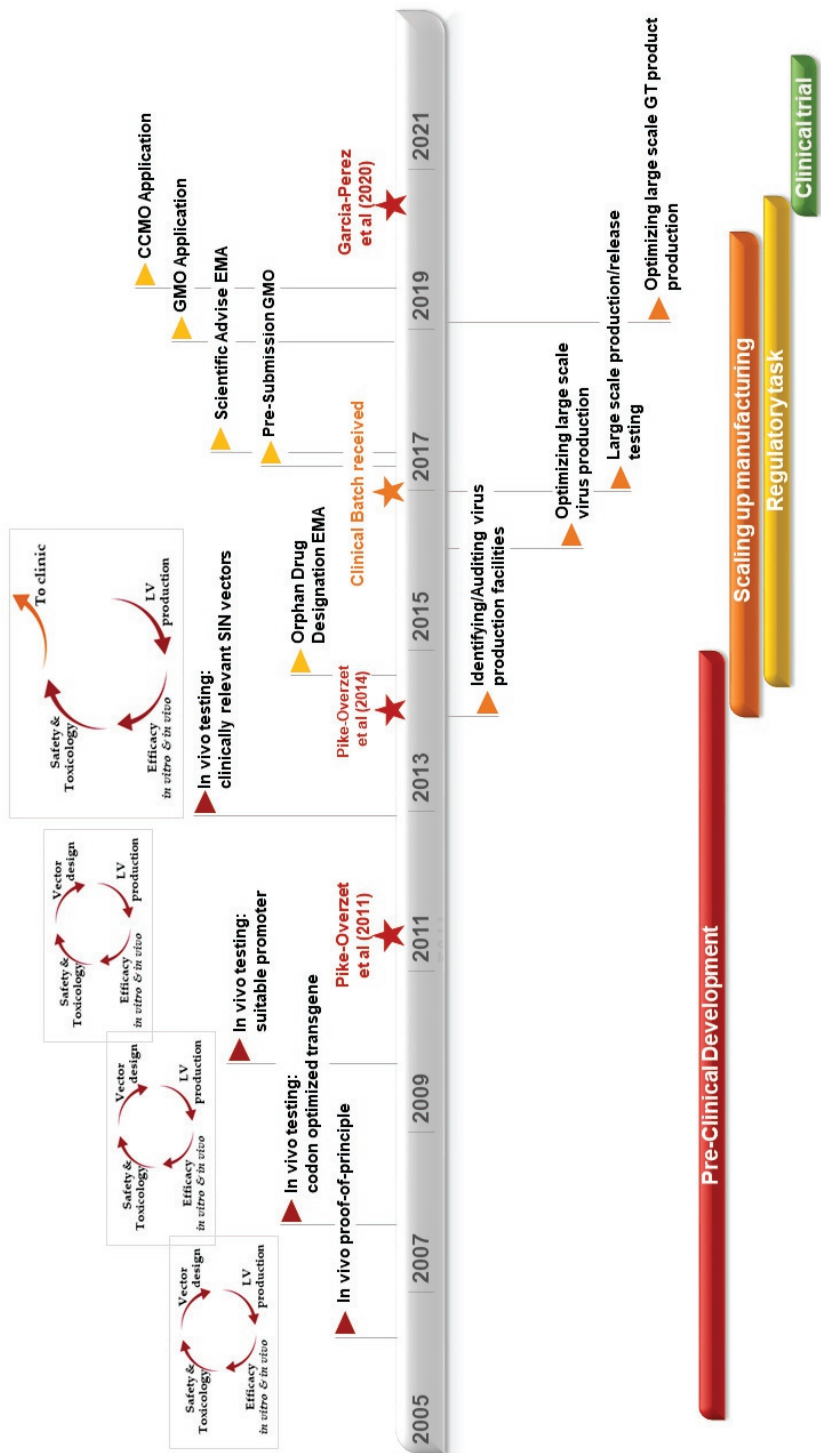 Safety &
Toxicology
Vector
design
LV
production
Efficacy
in vitro & in vivo
Safety &
Toxicology
Vector
design
LV
production
Efficacy
in vitro & in vivo
Safety &
Toxicology
Vector
design
LV
production
Efficacy
in vitro & in vivo
Safety &
Toxicology
To clinic
LV
production
Efficacy
in vitro & in vivo
In vivo proof-of-principle
In vivo testing:
codon optimized transgene
In vivo testing:
suitable promoter
In vivo testing:
clinically relevant SIN vectors
Orphan Drug
Designation EMA
Pre-Submission GMO
Scientific Advise EMA
GMO Application
CCMO Application
Pike-Overzet
et al (2011)
Pike-Overzet
et al (2014)
Clinical Batch received
Garcia-Perez
et al (2020)
2005
2007
2009
2011
2013
2015
2017
2019
2021
Identifying/Auditing virus
production facilities
Optimizing large scale
virus production
Large scale production/release
testing
Optimizing large scale GT product
production
Pre-Clinical Development
Scaling up manufacturing
Regulatory task
Clinical trial